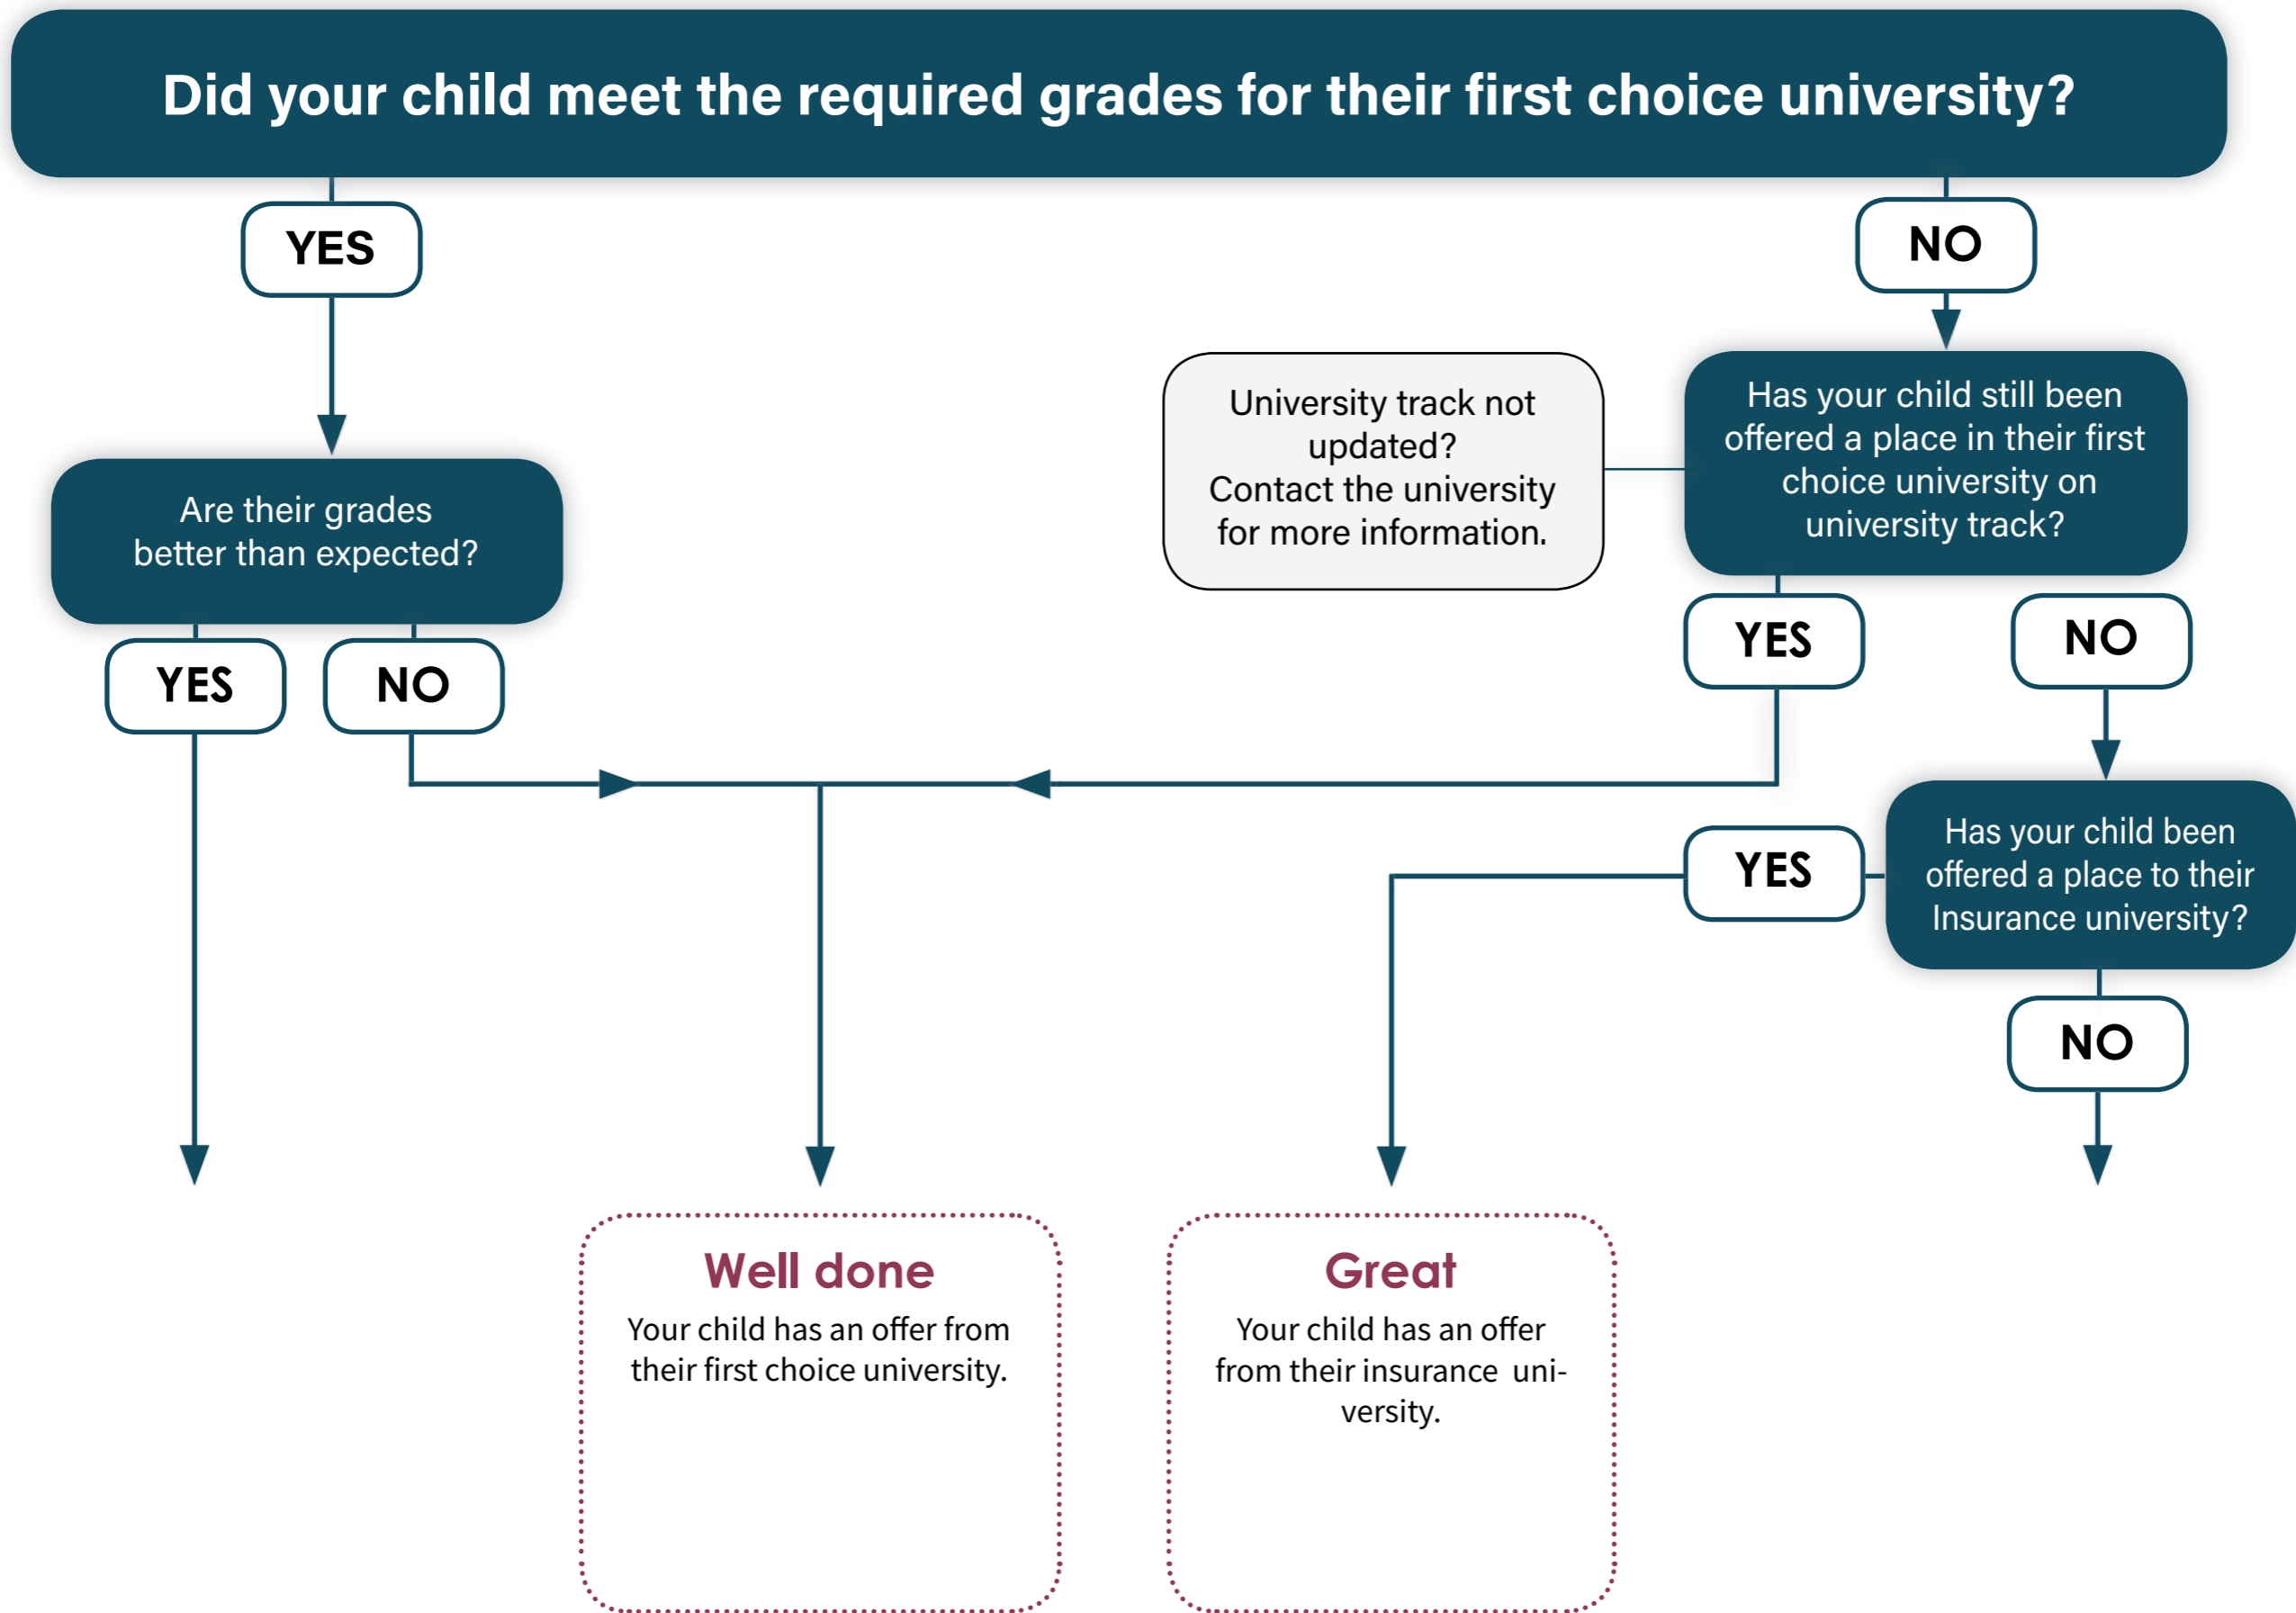 Did your child meet the required grades for their first choice university?
YES
NO
University track not
updated?
Contact the university
for more information.
Has your child still been
offered a place in their first
choice university on
university track?
Are their grades
better than expected?
YES
NO
YES
NO
YES
Has your child been
offered a place to their
Insurance university?
NO
Well done
Your child has an offer from
their first choice university.
Great
Your child has an offer
from their insurance uni-
versity.